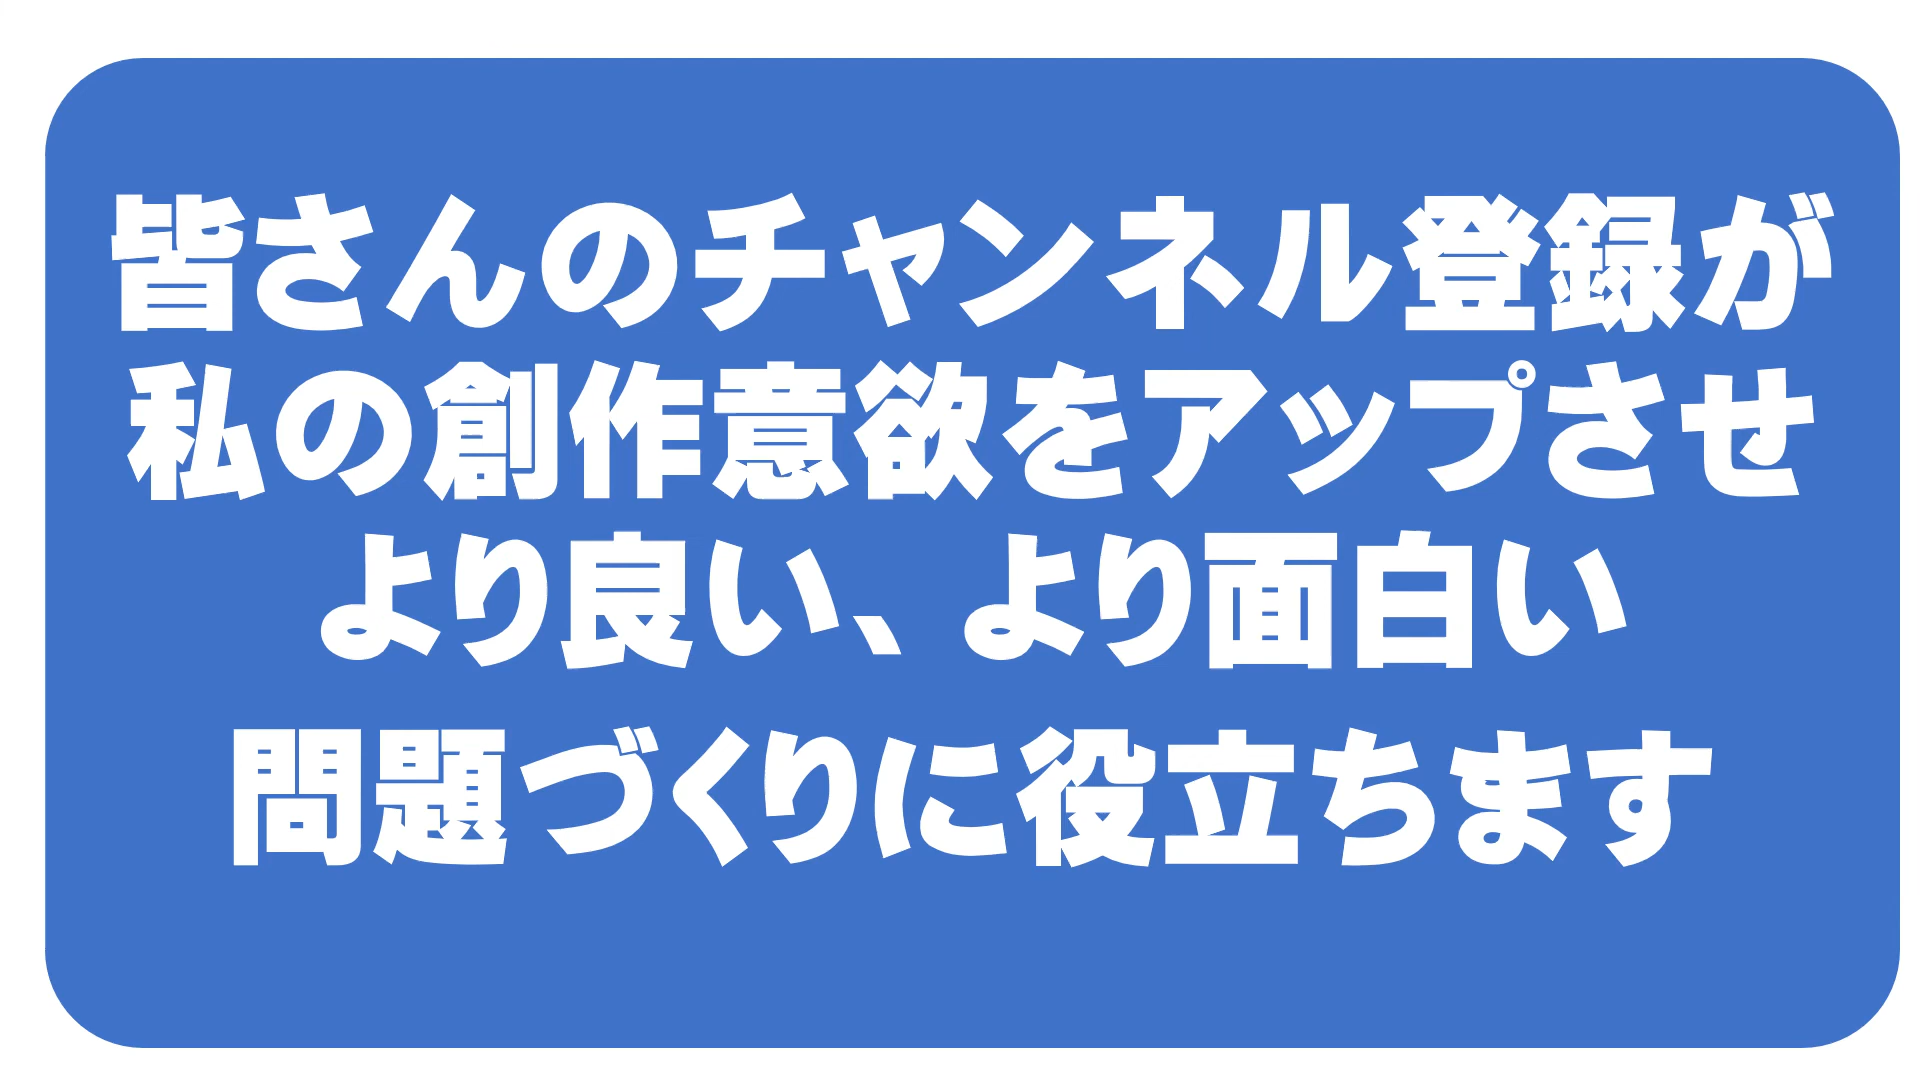 皆さんのチャンネル登録が
私の創作意欲をアップさせ
より良い、より面白い
問題づくりに役立ちます